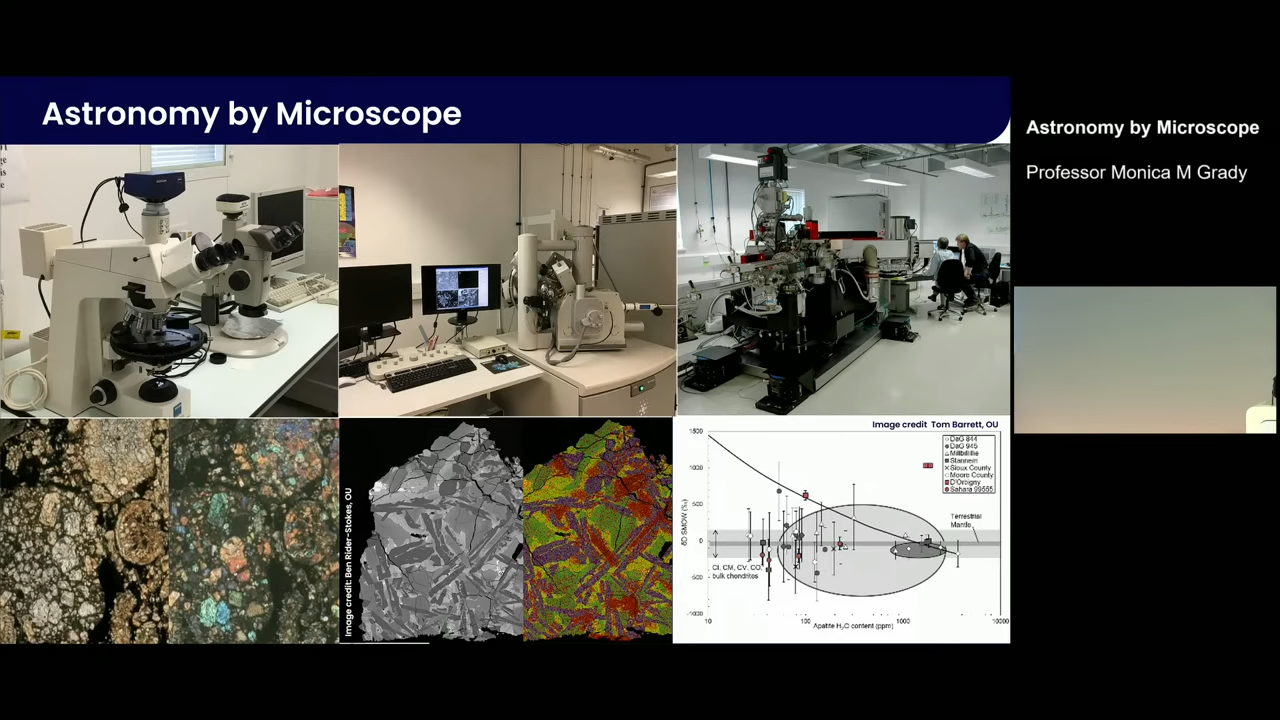 Astronomy by Microscope
Astronomy by Microscope
Professor Monica M Grady
Image credit: Ben Rider-Stokes, OU
Image credit Tom Barrett, OU
1500
1000
500
0
-500
-1000
δD SMOW (‰)
DaG 844
DaG 945
Millbillillie
Stannern
Sioux County
Moore County
D'Orbigny
Sahara 99555
Terrestrial
Mantle
CI, CM, CV, CO,
bulk chondrites
10
100
1000
10000
Apatite H₂O content (ppm)